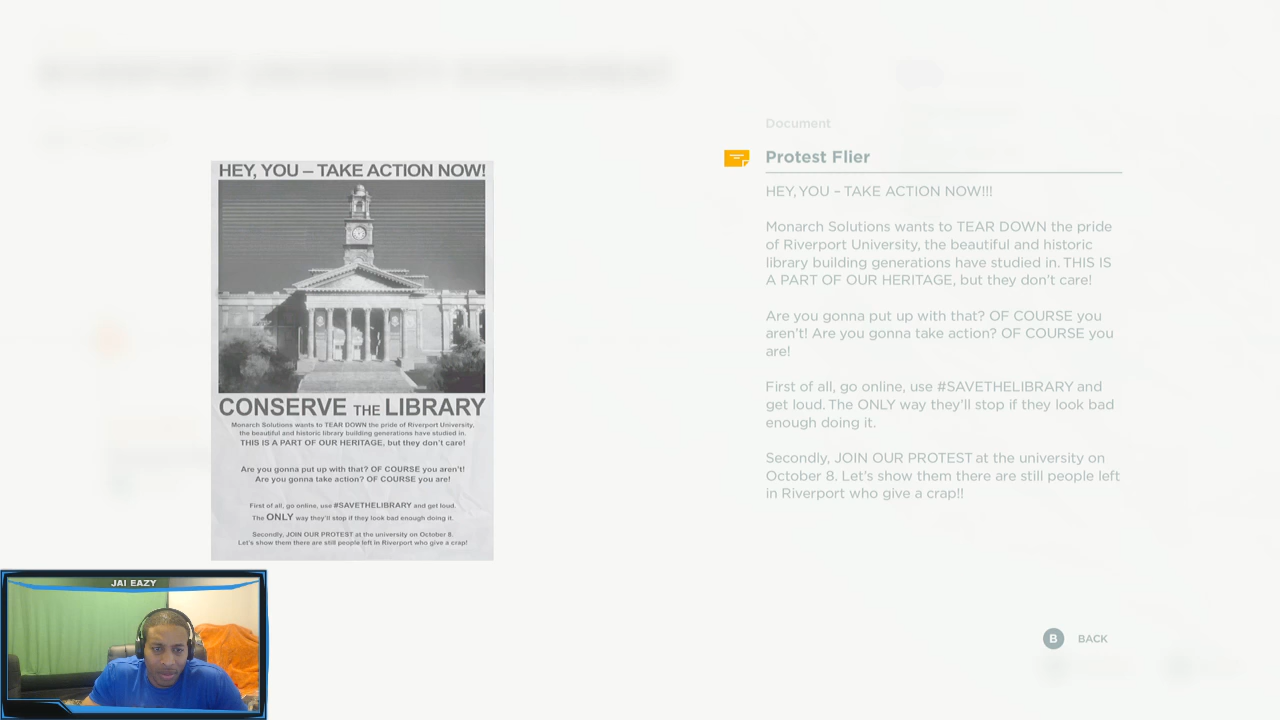 HEY, YOU – TAKE ACTION NOW!
CONSERVE THE LIBRARY
Monarch Solutions wants to TEAR DOWN the pride of Riverport University,
the beautiful and historic library building generations have studied in.
THIS IS A PART OF OUR HERITAGE, but they don't care!
Are you gonna put up with that? OF COURSE you aren't!
Are you gonna take action? OF COURSE you are!
First of all, go online, use #SAVETHELIBRARY and get loud.
The ONLY way they'll stop if they look bad enough doing it.
Secondly, JOIN OUR PROTEST at the university on October 8.
Let's show them there are still people left in Riverport who give a crap!
Document
Protest Flier
HEY, YOU – TAKE ACTION NOW!!!
Monarch Solutions wants to TEAR DOWN the pride
of Riverport University, the beautiful and historic
library building generations have studied in. THIS IS
A PART OF OUR HERITAGE, but they don't care!
Are you gonna put up with that? OF COURSE you
aren't! Are you gonna take action? OF COURSE you
are!
First of all, go online, use #SAVETHELIBRARY and
get loud. The ONLY way they'll stop if they look bad
enough doing it.
Secondly, JOIN OUR PROTEST at the university on
October 8. Let's show them there are still people left
in Riverport who give a crap!!
B BACK
JAI EAZY